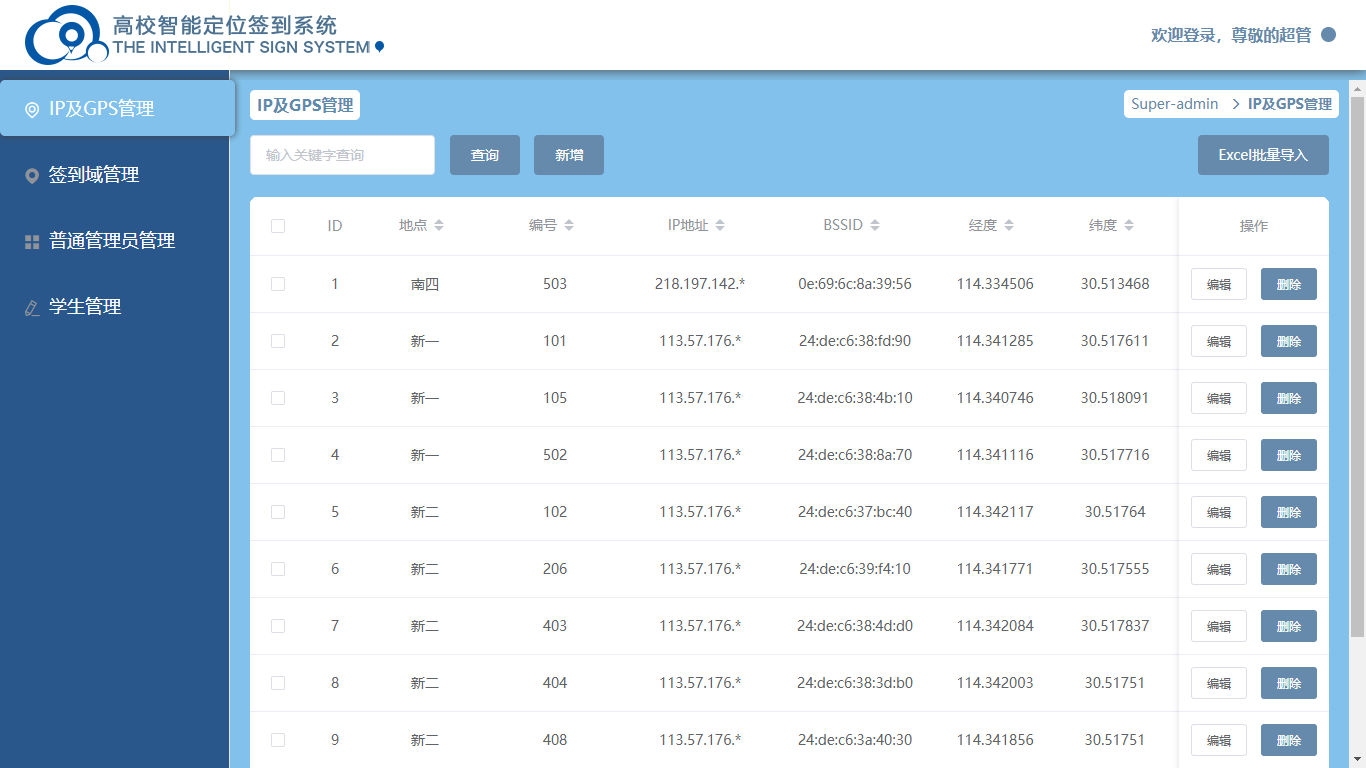 高校智能定位签到系统
THE INTELLIGENT SIGN SYSTEM
欢迎登录，尊敬的超管
IP及GPS管理
签到域管理
普通管理员管理
学生管理
IP及GPS管理
Super-admin > IP及GPS管理
输入关键字查询 查询 新增 Excel批量导入
ID 地点 编号 IP地址 BSSID 经度 纬度 操作
1 南四 503 218.197.142.* 0e:69:6c:8a:39:56 114.334506 30.513468 编辑 删除
2 新一 101 113.57.176.* 24:de:c6:38:fd:90 114.341285 30.517611 编辑 删除
3 新一 105 113.57.176.* 24:de:c6:38:4b:10 114.340746 30.518091 编辑 删除
4 新一 502 113.57.176.* 24:de:c6:38:8a:70 114.341116 30.517716 编辑 删除
5 新二 102 113.57.176.* 24:de:c6:37:bc:40 114.342117 30.51764 编辑 删除
6 新二 206 113.57.176.* 24:de:c6:39:f4:10 114.341771 30.517555 编辑 删除
7 新二 403 113.57.176.* 24:de:c6:38:4d:d0 114.342084 30.517837 编辑 删除
8 新二 404 113.57.176.* 24:de:c6:38:3d:b0 114.342003 30.51751 编辑 删除
9 新二 408 113.57.176.* 24:de:c6:3a:40:30 114.341856 30.51751 编辑 删除